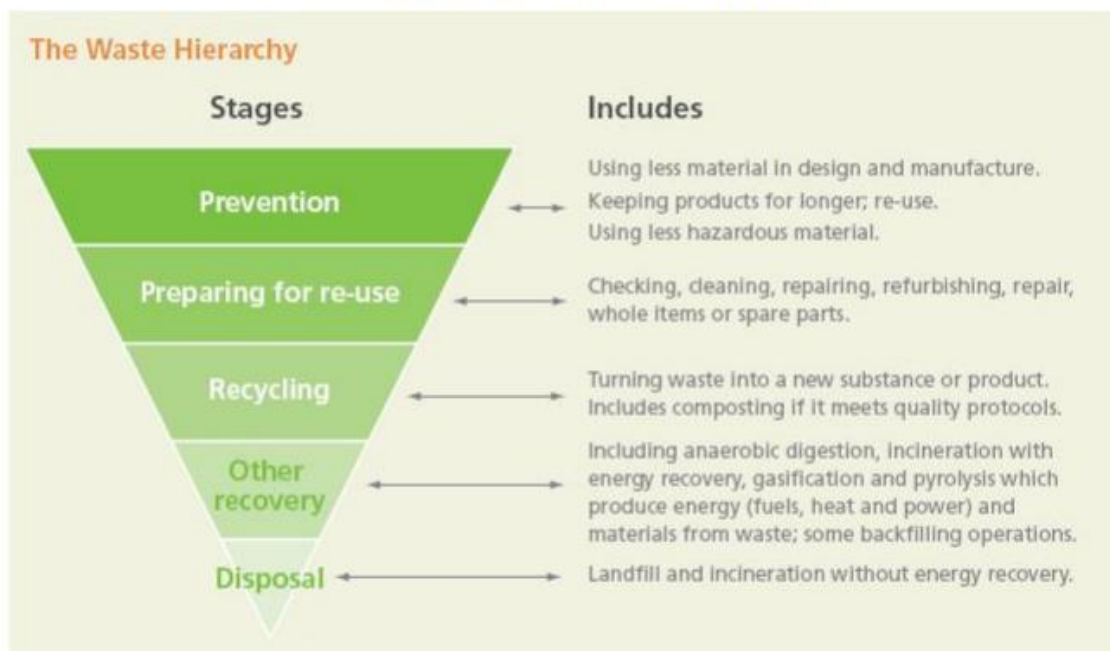 The Waste Hierarchy
Stages
Includes
Prevention
Using less material in design and manufacture.
Keeping products for longer; re-use.
Using less hazardous material.
Preparing for re-use
Checking, cleaning, repairing, refurbishing, repair,
whole items or spare parts.
Recycling
Turning waste into a new substance or product.
Includes composting if it meets quality protocols.
Other
recovery
Including anaerobic digestion, incineration with
energy recovery, gasification and pyrolysis which
produce energy (fuels, heat and power) and
materials from waste; some backfilling operations.
Disposal
Landfill and incineration without energy recovery.